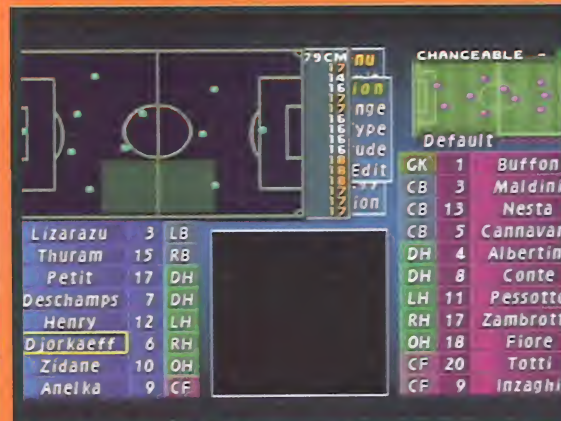 79CM
nu
ion
nge
ype
ude
Edit
ion
CHANGEABLE -
Default
Lizarazu 3 LB
Thuram 15 RB
Petit 17 DH
Deschamps 7 DH
Henry 12 LH
Djorkaeff 6 RH
Zidane 10 OH
Anelka 9 CF
GK 1 Buffon
CB 3 Maldini
CB 13 Nesta
CB 5 Cannavar
DH 4 Albertin
DH 8 Conte
LH 11 Pessotto
RH 17 Zambrott
OH 18 Fiore
CF 20 Totti
CF 9 Inzaghi